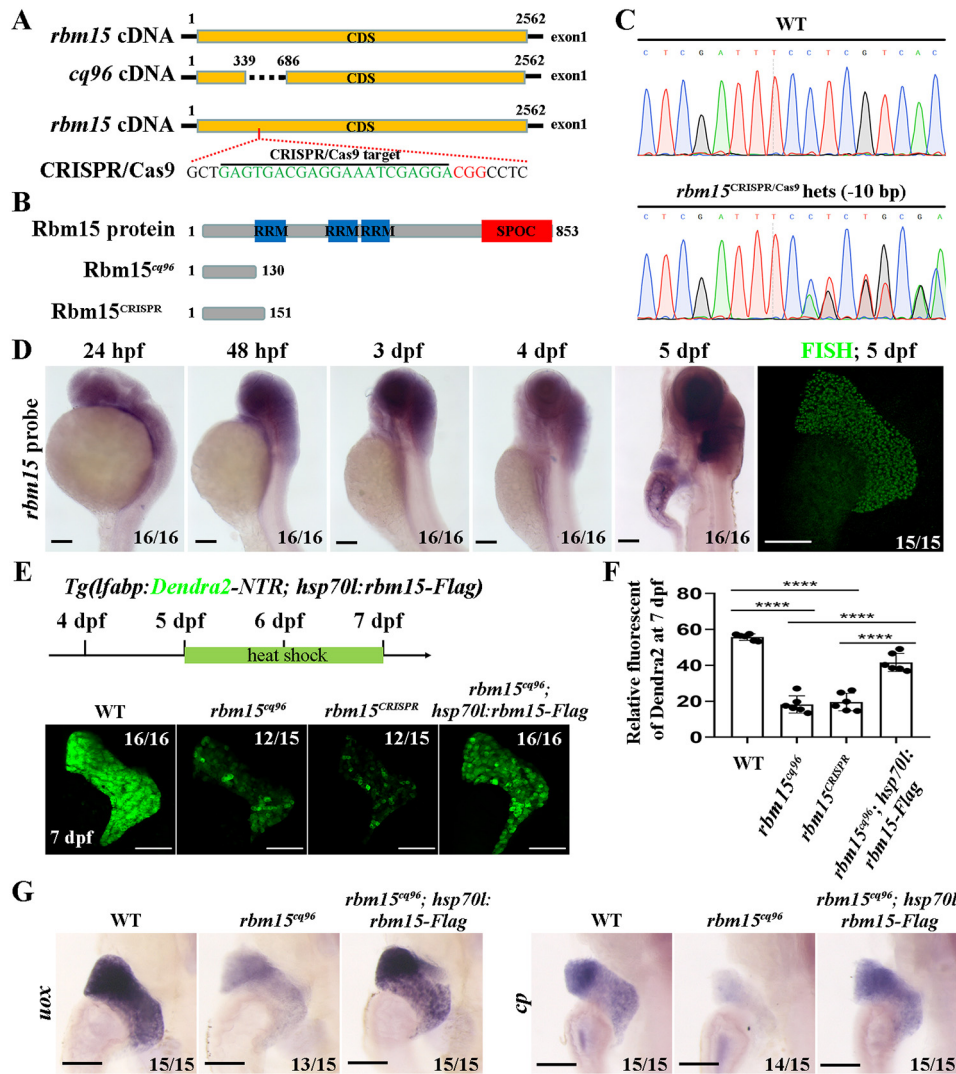 A
1
2562
rbm15 cDNA
CDS
exon1
1
339
686
2562
cq96 cDNA
CDS
exon1
1
2562
rbm15 cDNA
CDS
exon1
CRISPR/Cas9 target
CRISPR/Cas9
GCTGAGTGACGAGGAAATCGAGGACGGCCTC
B
Rbm15 protein
1
RRM
RRM
RRM
SPOC
853
Rbm15cq96
1
130
Rbm15CRISPR
1
151
C
WT
C T C G A T T T C C T C G T C A C
rbm15CRISPR/Cas9 hets (-10 bp)
C T C G A T T T C C T C T G C G A
D
24 hpf
48 hpf
3 dpf
4 dpf
5 dpf
FISH; 5 dpf
rbm15 probe
16/16
16/16
16/16
16/16
16/16
15/15
E
Tg(lfabp:Dendra2-NTR; hsp70l:rbm15-Flag)
4 dpf
5 dpf
6 dpf
7 dpf
heat shock
WT
rbm15cq96
rbm15CRISPR
rbm15cq96;
hsp70l:rbm15-Flag
16/16
12/15
12/15
16/16
7 dpf
F
Relative fluorescent
of Dendra2 at 7 dpf
80
60
40
20
0
****
****
****
****
WT
rbm15cq96
rbm15CRISPR
rbm15cq96; hsp70l:
rbm15-Flag
G
WT
rbm15cq96
rbm15cq96; hsp70l:
rbm15-Flag
uox
15/15
13/15
15/15
WT
rbm15cq96
rbm15cq96; hsp70l:
rbm15-Flag
cp
15/15
14/15
15/15